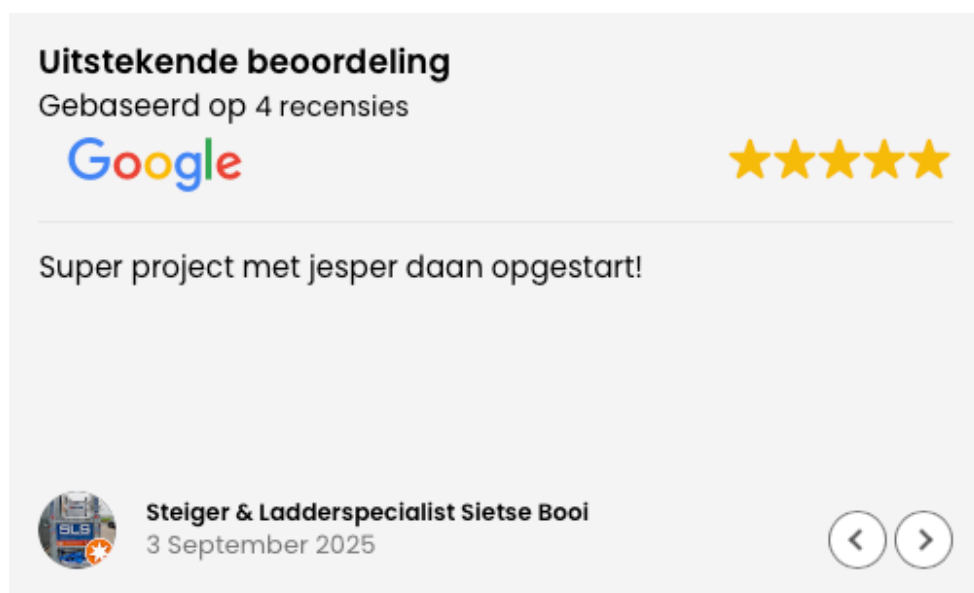 Uitstekende beoordeling
Gebaseerd op 4 recensies
Google
Super project met jesper daan opgestart!
SLS
Steiger & Ladderspecialist Sietse Booi
3 September 2025